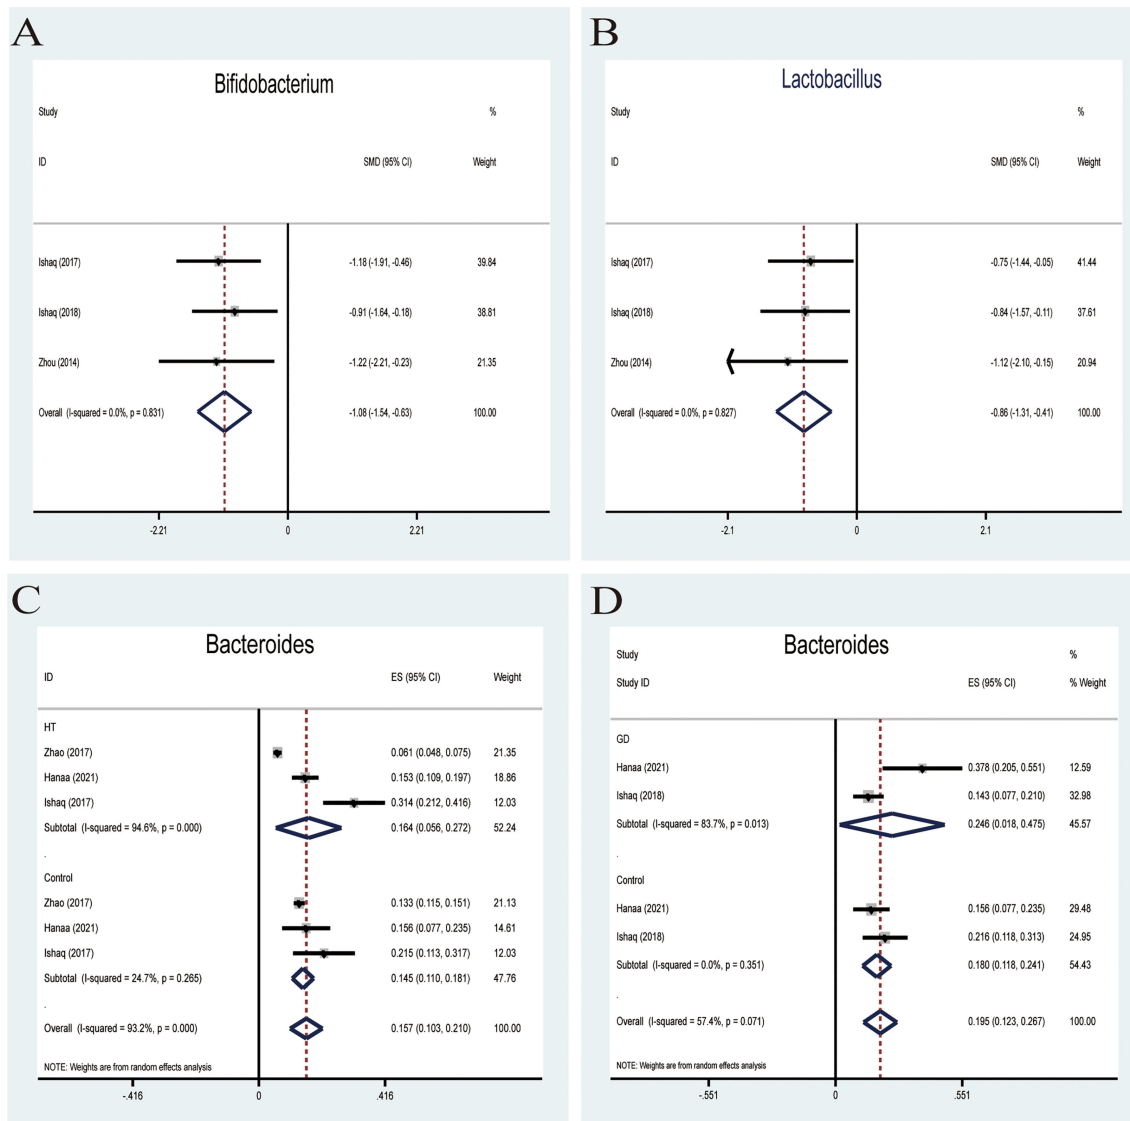 A
Bifidobacterium
Study %
ID SMD (95% CI) Weight
Ishaq (2017) -1.18 (-1.91, -0.46) 39.84
Ishaq (2018) -0.91 (-1.64, -0.18) 38.81
Zhou (2014) -1.22 (-2.21, -0.23) 21.35
Overall (I-squared = 0.0%, p = 0.831) -1.08 (-1.54, -0.63) 100.00
-2.21 0 2.21
B
Lactobacillus
Study %
ID SMD (95% CI) Weight
Ishaq (2017) -0.75 (-1.44, -0.05) 41.44
Ishaq (2018) -0.84 (-1.57, -0.11) 37.61
Zhou (2014) -1.12 (-2.10, -0.15) 20.94
Overall (I-squared = 0.0%, p = 0.827) -0.86 (-1.31, -0.41) 100.00
-2.1 0 2.1
C
Bacteroides
ID ES (95% CI) Weight
HT
Zhao (2017) 0.061 (0.048, 0.075) 21.35
Hanaa (2021) 0.153 (0.109, 0.197) 18.86
Ishaq (2017) 0.314 (0.212, 0.416) 12.03
Subtotal (I-squared = 94.6%, p = 0.000) 0.164 (0.056, 0.272) 52.24
.
Control
Zhao (2017) 0.133 (0.115, 0.151) 21.13
Hanaa (2021) 0.156 (0.077, 0.235) 14.61
Ishaq (2017) 0.215 (0.113, 0.317) 12.03
Subtotal (I-squared = 24.7%, p = 0.265) 0.145 (0.110, 0.181) 47.76
.
Overall (I-squared = 93.2%, p = 0.000) 0.157 (0.103, 0.210) 100.00
NOTE: Weights are from random effects analysis
-.416 0 .416
D
Bacteroides
Study %
Study ID ES (95% CI) % Weight
GD
Hanaa (2021) 0.378 (0.205, 0.551) 12.59
Ishaq (2018) 0.143 (0.077, 0.210) 32.98
Subtotal (I-squared = 83.7%, p = 0.013) 0.246 (0.018, 0.475) 45.57
.
Control
Hanaa (2021) 0.156 (0.077, 0.235) 29.48
Ishaq (2018) 0.216 (0.118, 0.313) 24.95
Subtotal (I-squared = 0.0%, p = 0.351) 0.180 (0.118, 0.241) 54.43
.
Overall (I-squared = 57.4%, p = 0.071) 0.195 (0.123, 0.267) 100.00
NOTE: Weights are from random effects analysis
-.551 0 .551